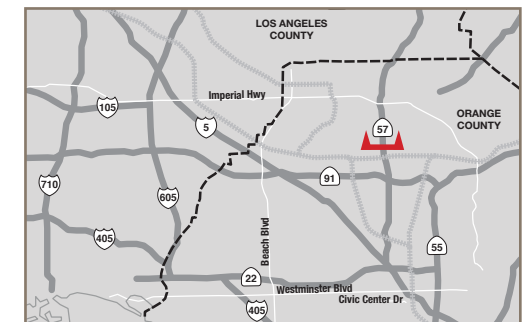 LOS ANGELES
COUNTY
Imperial Hwy
105
5
57
ORANGE
COUNTY
710
605
91
405
Beach Blvd
55
22
Westminster Blvd
Civic Center Dr
405